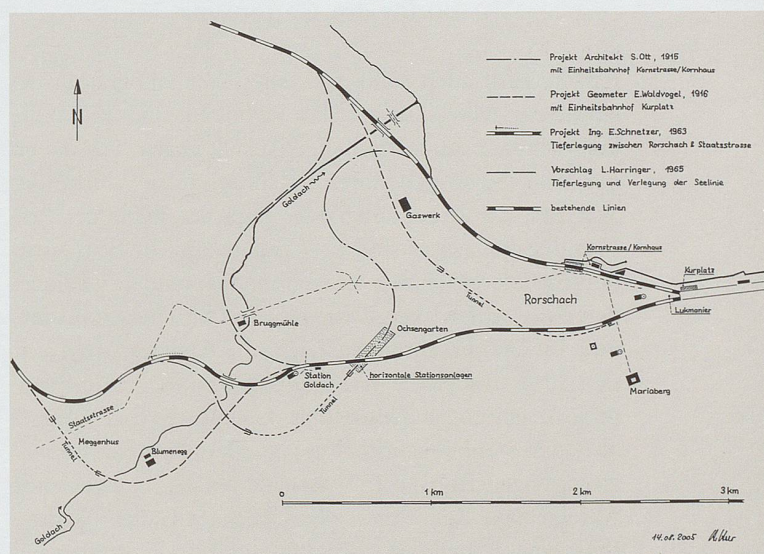 N
Projekt Architekt S.Ott, 1915
mit Einheitsbahnhof Kornstrasse/Kornhaus
Projekt Geometer E.Waldvogel, 1916
mit Einheitsbahnhof Kurplatz
Projekt Ing. E.Schnetzer, 1963
Tieferlegung zwischen Rorschach & Staatsstrasse
Vorschlag L.Harringer, 1965
Tieferlegung und Verlegung der Seelinie
bestehende Linien
Goldach
Gaswerk
Kornstrasse/Kornhaus
Kurplatz
Tunnel
Rorschach
Lukmanier
Bruggmühle
Ochsengarten
Station
Goldach
horizontale Stationsanlagen
Mariaberg
Tunnel
Staatsstrasse
Meggenhus
Tunnel
Blumenegg
Goldach
0
1 km
2 km
3 km
14.08.2005